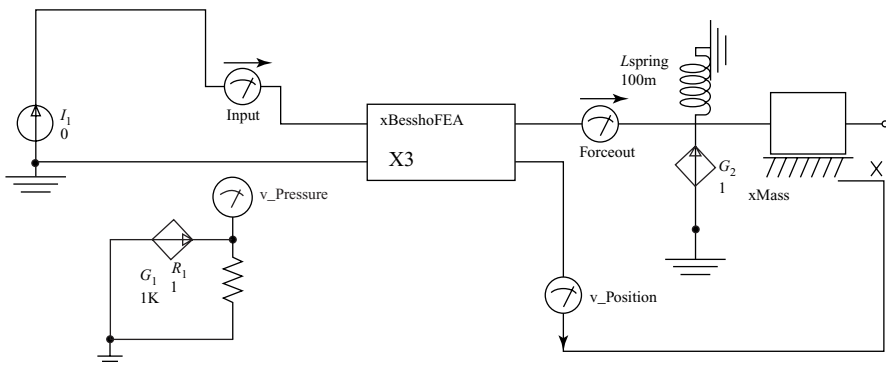 Lspring
100m
I1
0
Input
xBesshoFEA
X3
Forceout
G2
1
X
xMass
v_Pressure
G1
1K
R1
1
v_Position